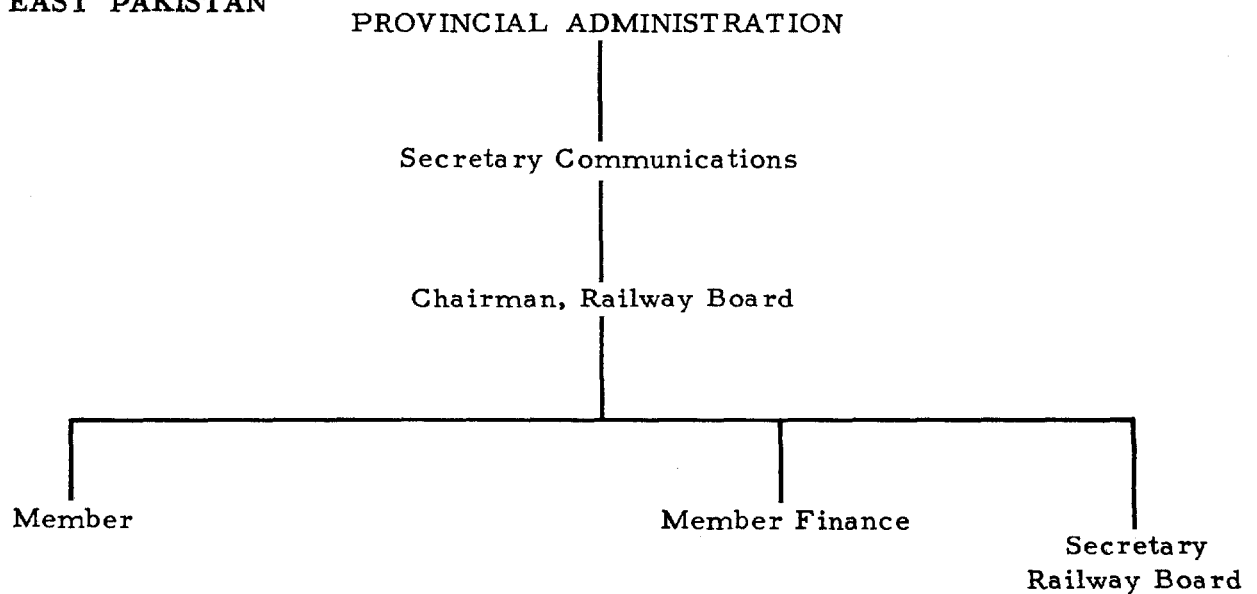 EAST PAKISTAN
PROVINCIAL ADMINISTRATION
Secretary Communications
Chairman, Railway Board
Member
Member Finance
Secretary
Railway Board